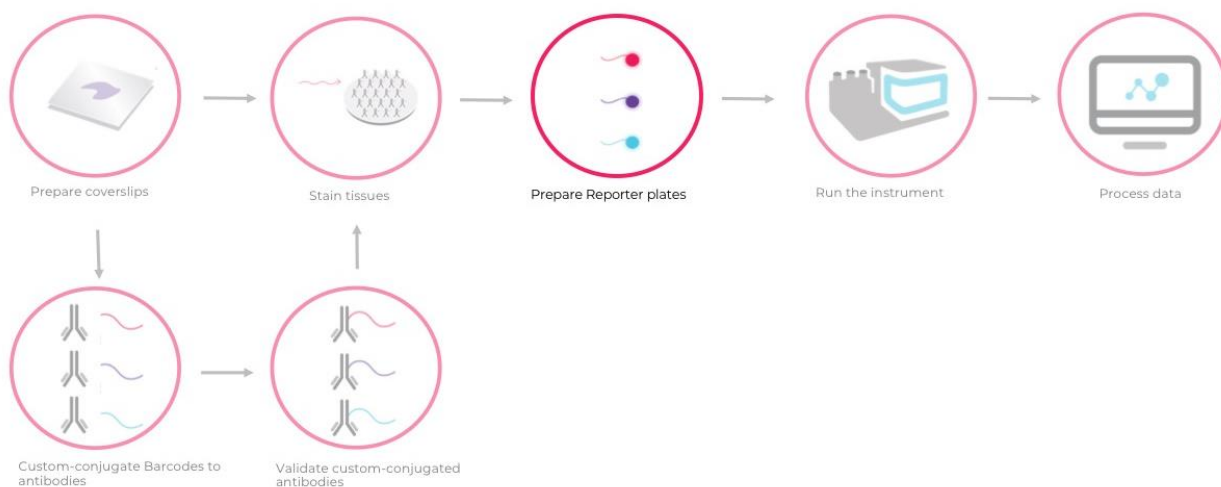 Prepare coverslips
Stain tissues
Prepare Reporter plates
Run the instrument
Process data
Custom-conjugate Barcodes to
antibodies
Validate custom-conjugated
antibodies